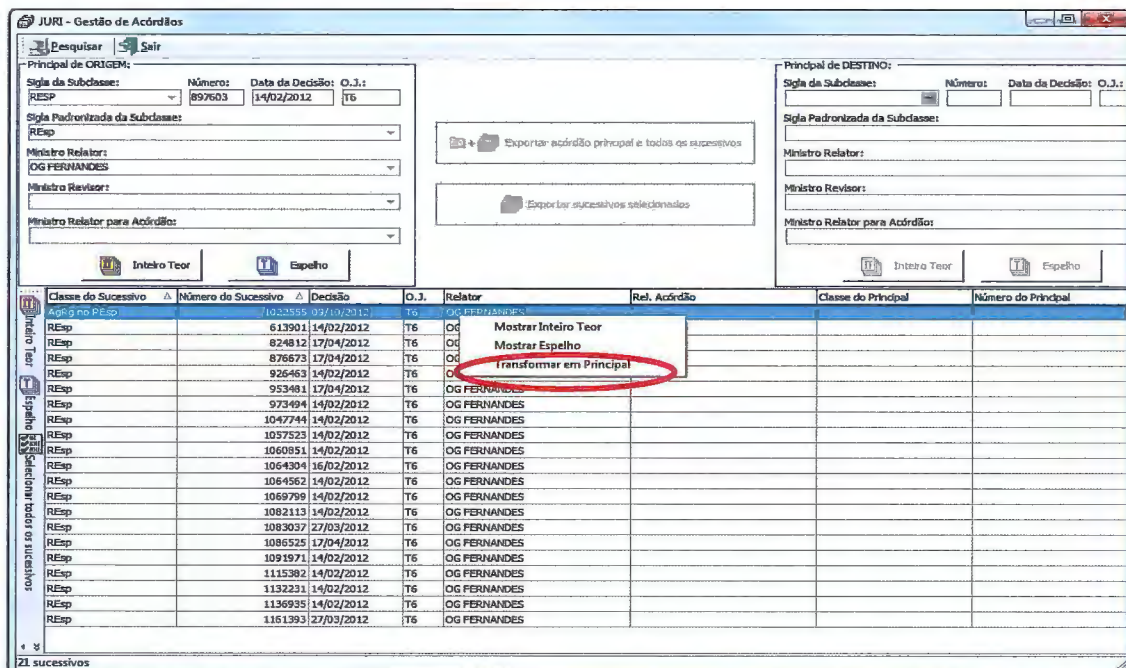 JURI - Gestão de Acórdãos
Pesquisar Sair
Principal de ORIGEM:
Sigla da Subclasse: Número: Data da Decisão: O.J.:
RESP 897603 14/02/2012 T6
Sigla Padronizada da Subclasse:
REsp
Ministro Relator:
OG FERNANDES
Ministro Revisor:
Ministro Relator para Acórdão:
Inteiro Teor Espelho
Exportar acórdão principal e todos os sucessivos
Exportar sucessivos selecionados
Principal de DESTINO:
Sigla da Subclasse: Número: Data da Decisão: O.J.:
Sigla Padronizada da Subclasse:
Ministro Relator:
Ministro Revisor:
Ministro Relator para Acórdão:
Inteiro Teor Espelho
Inteiro Teor
Espelho
Selecionar todos os sucessivos
Classe do Sucessivo Número do Sucessivo Decisão O.J. Relator Rel. Acórdão Classe do Principal Número do Principal
AgRg no REsp 1022555 09/10/2012 T6 OG FERNANDES
REsp 613901 14/02/2012 T6 OG
REsp 824812 17/04/2012 T6 OG
REsp 876673 17/04/2012 T6 OG
REsp 926463 14/02/2012 T6 OG
Mostrar Inteiro Teor
Mostrar Espelho
Transformar em Principal
REsp 953481 17/04/2012 T6 OG FERNANDES
REsp 973494 14/02/2012 T6 OG FERNANDES
REsp 1047744 14/02/2012 T6 OG FERNANDES
REsp 1057523 14/02/2012 T6 OG FERNANDES
REsp 1060851 14/02/2012 T6 OG FERNANDES
REsp 1064304 16/02/2012 T6 OG FERNANDES
REsp 1064562 14/02/2012 T6 OG FERNANDES
REsp 1069799 14/02/2012 T6 OG FERNANDES
REsp 1082113 14/02/2012 T6 OG FERNANDES
REsp 1083037 27/03/2012 T6 OG FERNANDES
REsp 1086525 17/04/2012 T6 OG FERNANDES
REsp 1091971 14/02/2012 T6 OG FERNANDES
REsp 1115382 14/02/2012 T6 OG FERNANDES
REsp 1132231 14/02/2012 T6 OG FERNANDES
REsp 1136935 14/02/2012 T6 OG FERNANDES
REsp 1161393 27/03/2012 T6 OG FERNANDES
21 sucessivos